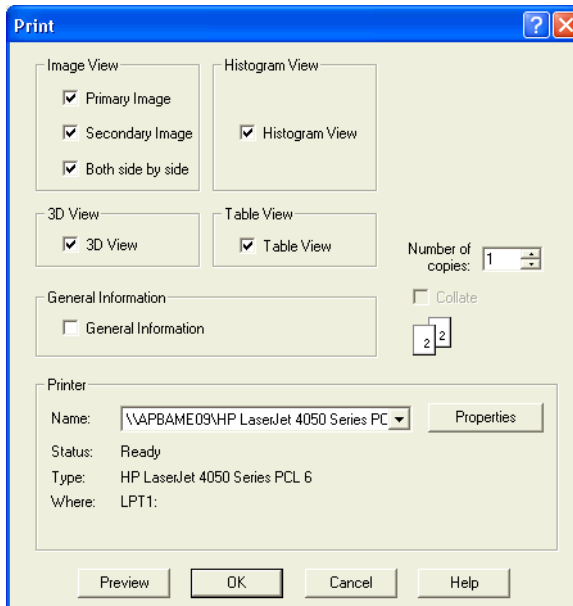 Print
Image View
Primary Image
Secondary Image
Both side by side
Histogram View
Histogram View
3D View
3D View
Table View
Table View
General Information
General Information
Number of
copies:
1
Collate
2 2
Printer
Name: \\APBAME09\HP LaserJet 4050 Series PC
Properties
Status: Ready
Type: HP LaserJet 4050 Series PCL 6
Where: LPT1:
Preview OK Cancel Help